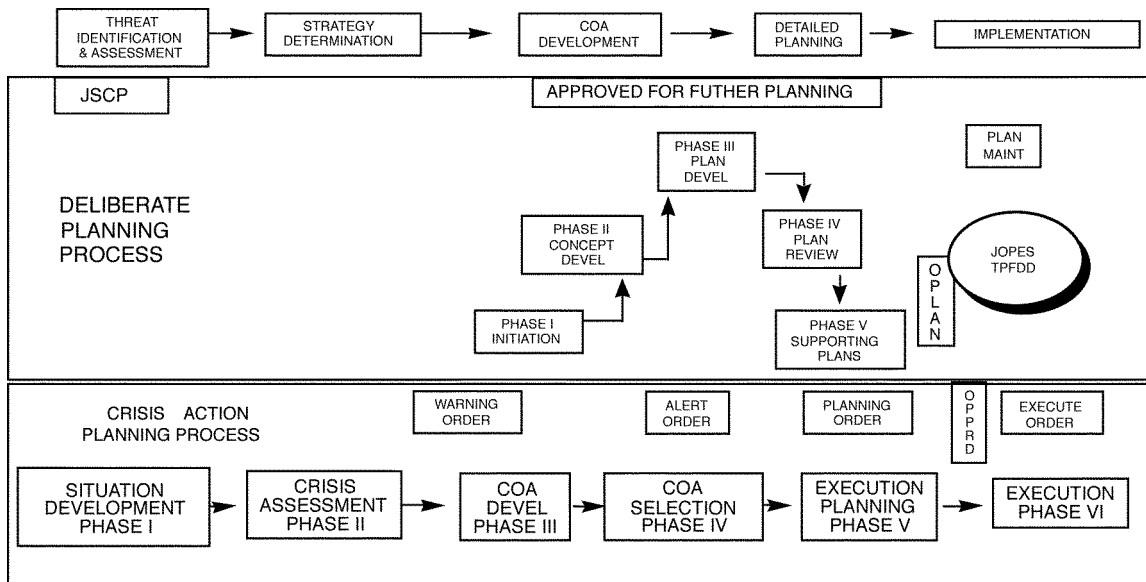 THREAT
IDENTIFICATION
& ASSESSMENT
STRATEGY
DETERMINATION
COA
DEVELOPMENT
DETAILED
PLANNING
IMPLEMENTATION
JSCP
APPROVED FOR FUTHER PLANNING
DELIBERATE
PLANNING
PROCESS
PHASE I
INITIATION
PHASE II
CONCEPT
DEVEL
PHASE III
PLAN
DEVEL
PHASE IV
PLAN
REVIEW
PHASE V
SUPPORTING
PLANS
PLAN
MAINT
OPLAN
JOPES
TPFDD
CRISIS ACTION
PLANNING PROCESS
WARNING
ORDER
ALERT
ORDER
PLANNING
ORDER
OPPRD
EXECUTE
ORDER
SITUATION
DEVELOPMENT
PHASE I
CRISIS
ASSESSMENT
PHASE II
COA
DEVEL
PHASE III
COA
SELECTION
PHASE IV
EXECUTION
PLANNING
PHASE V
EXECUTION
PHASE VI